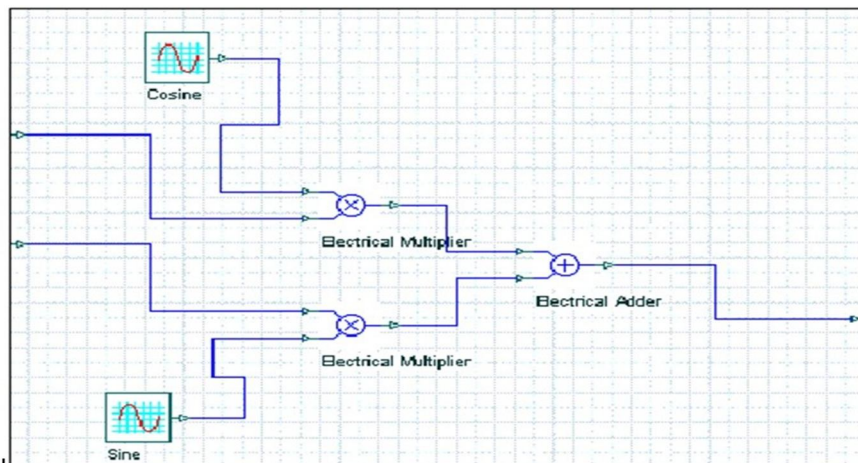 Cosine
Electrical Multiplier
Electrical Adder
Electrical Multiplier
Sine